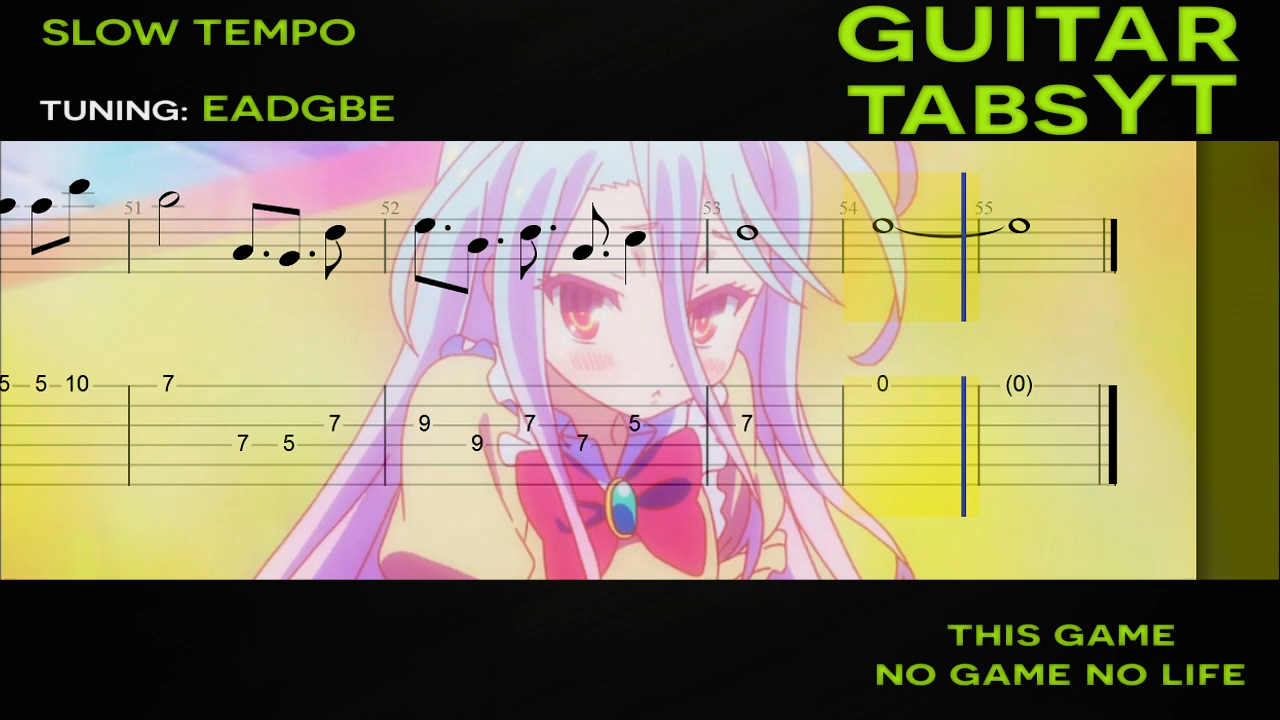 SLOW TEMPO
TUNING: EADGBE
GUITAR
TABSYT
51 52 53 54 55
5 5 10 7 0 (0)
7 9 7 5 7
7 5 9 7
THIS GAME
NO GAME NO LIFE